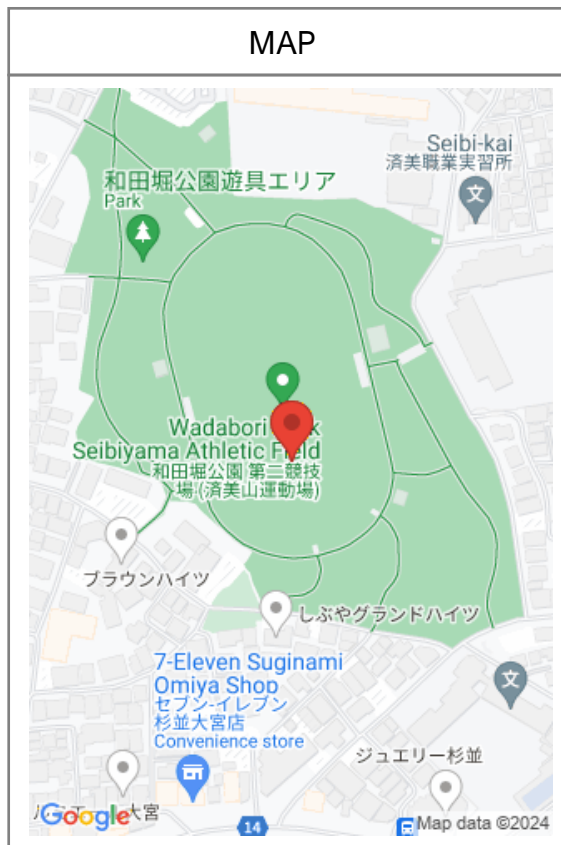 MAP
Seibi-kai
済美職業実習所
和田堀公園遊具エリア
Park
Wadabori
Seibiyama Athletic Field
和田堀公園 第二競技
場 (済美山運動場)
ブラウンハイツ
しぶやグランドハイツ
7-Eleven Suginami
Omiya Shop
セブン-イレブン
杉並大宮店
Convenience store
ジュエリー杉並
大宮
Google
14
Map data ©2024
文
文